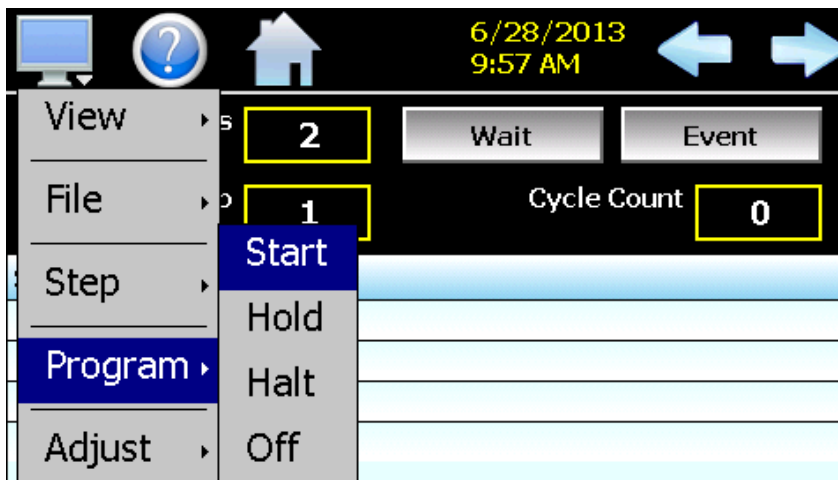 ?
6/28/2013
9:57 AM
View
s
2
Wait
Event
File
1
Cycle Count
0
Start
Step
Hold
Program
Halt
Adjust
Off